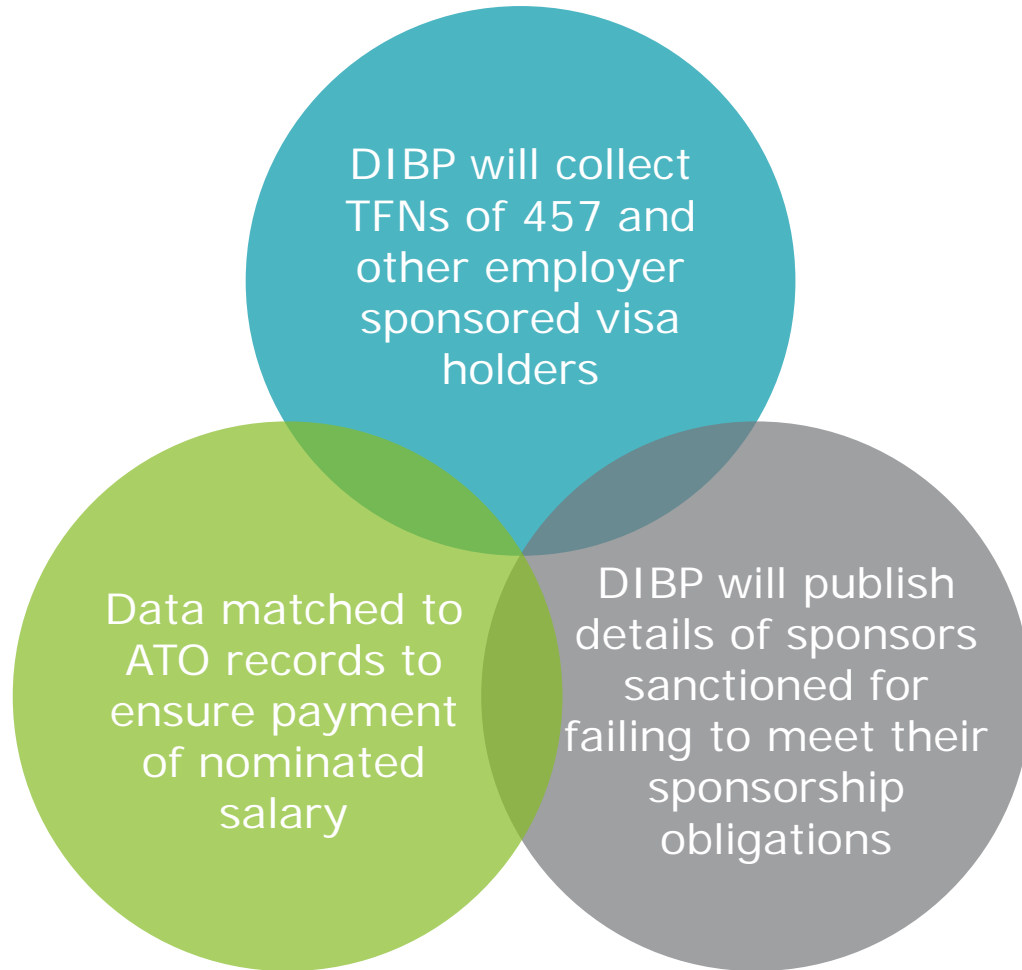 DIBP will collect
TFNs of 457 and
other employer
sponsored visa
holders
Data matched to
ATO records to
ensure payment
of nominated
salary
DIBP will publish
details of sponsors
sanctioned for
failing to meet their
sponsorship
obligations